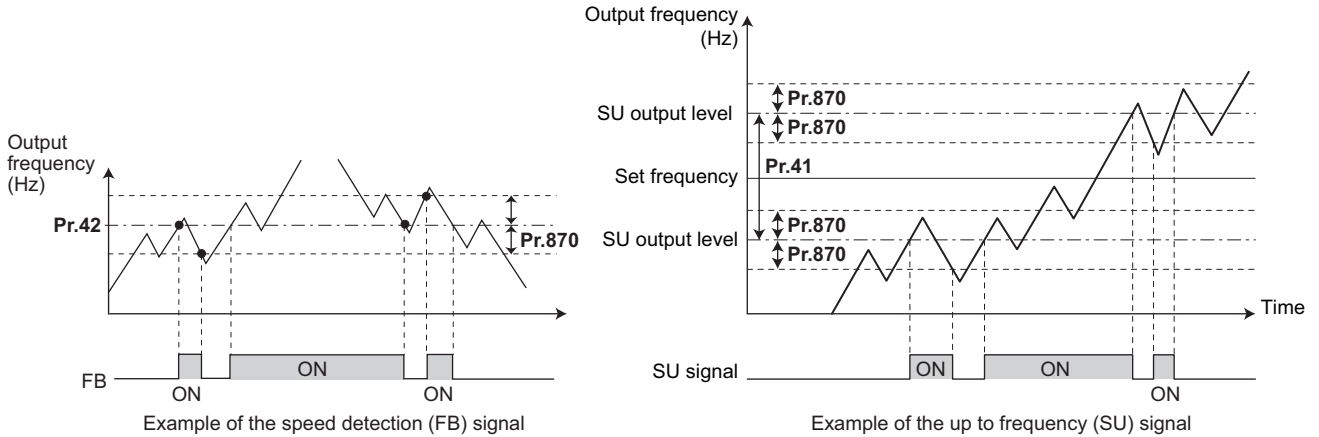 Output
frequency
(Hz)
Pr.42
Pr.870
FB
ON
ON
ON
Example of the speed detection (FB) signal
Output frequency
(Hz)
SU output level
Pr.870
Pr.870
Pr.41
Set frequency
SU output level
Pr.870
Pr.870
Time
SU signal
ON
ON
ON
Example of the up to frequency (SU) signal